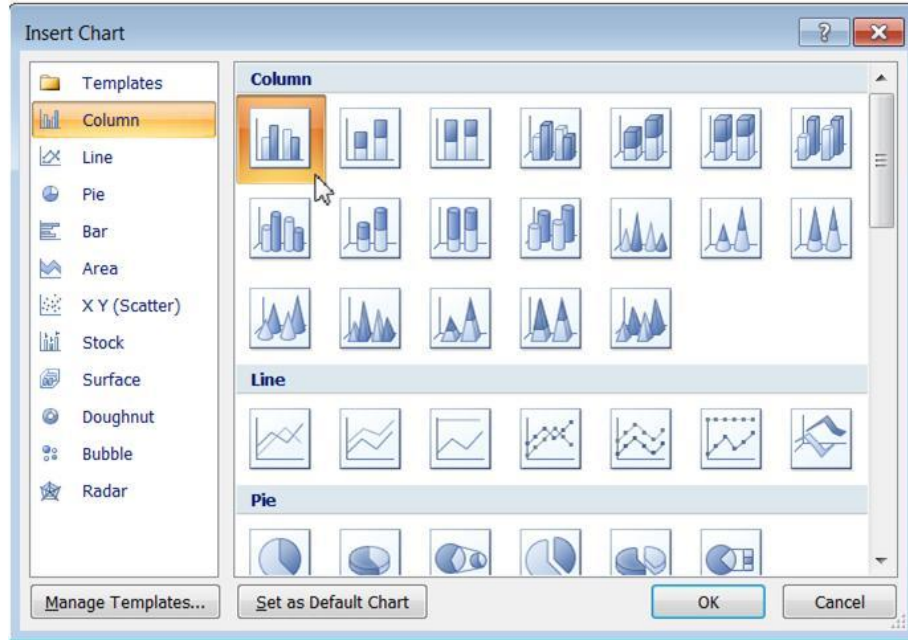 Insert Chart
Templates
Column
Line
Pie
Bar
Area
X Y (Scatter)
Stock
Surface
Doughnut
Bubble
Radar
Column
Line
Pie
Manage Templates...
Set as Default Chart
OK
Cancel